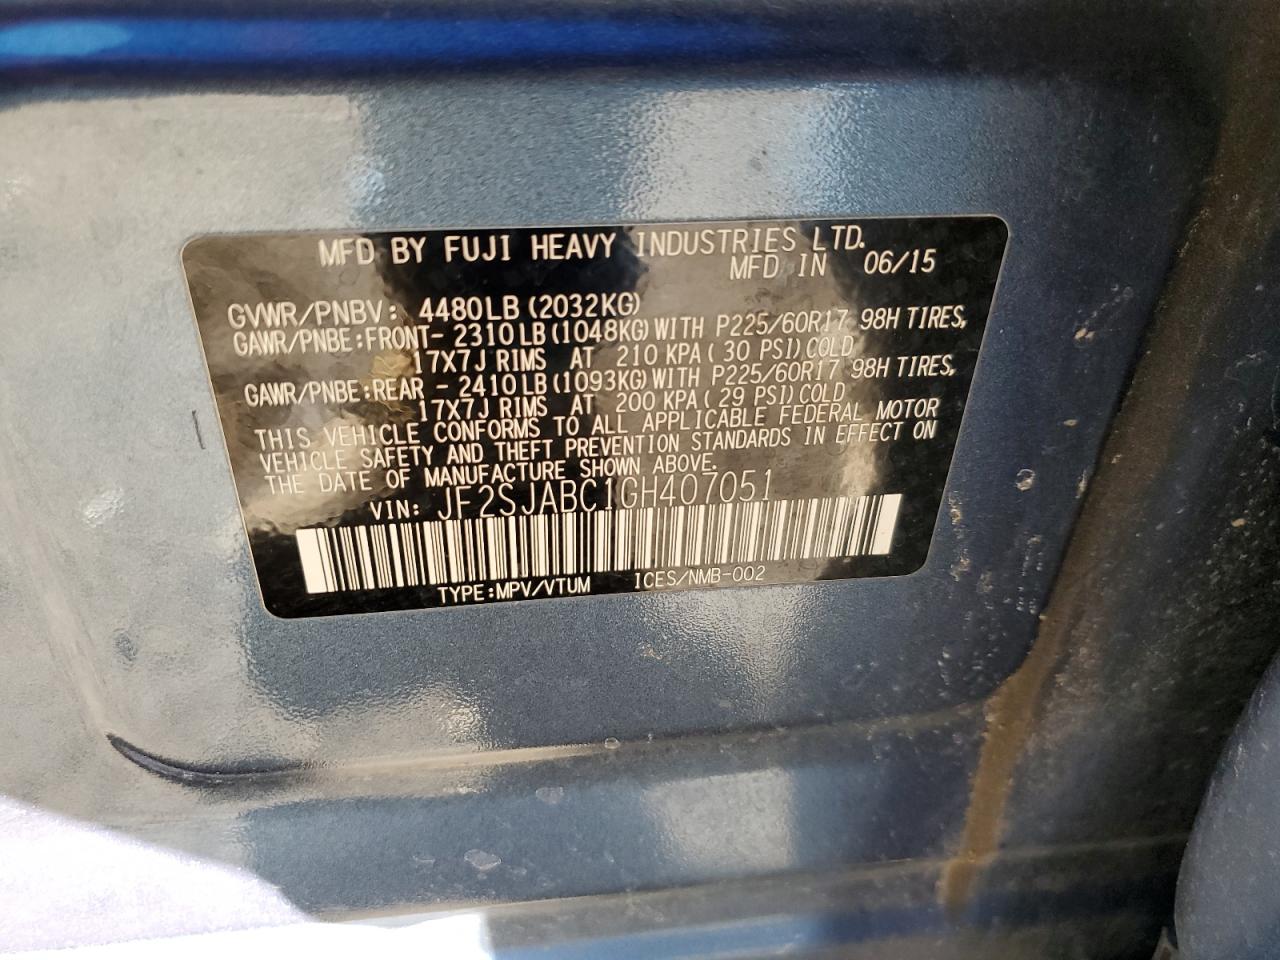 MFD BY FUJI HEAVY INDUSTRIES LTD.
MFD IN 06/15
GVWR/PNBV: 4480LB (2032KG)
GAWR/PNBE:FRONT- 2310LB (1048KG) WITH P225/60R17 98H TIRES,
17X7J RIMS AT 210 KPA ( 30 PSI) COLD
GAWR/PNBE:REAR - 2410LB (1093KG) WITH P225/60R17 98H TIRES,
17X7J RIMS AT 200 KPA ( 29 PSI) COLD
THIS VEHICLE CONFORMS TO ALL APPLICABLE FEDERAL MOTOR
VEHICLE SAFETY AND THEFT PREVENTION STANDARDS IN EFFECT ON
THE DATE OF MANUFACTURE SHOWN ABOVE.
VIN: JF2SJABC1GH407051
TYPE:MPV/VTUM ICES/NMB-002